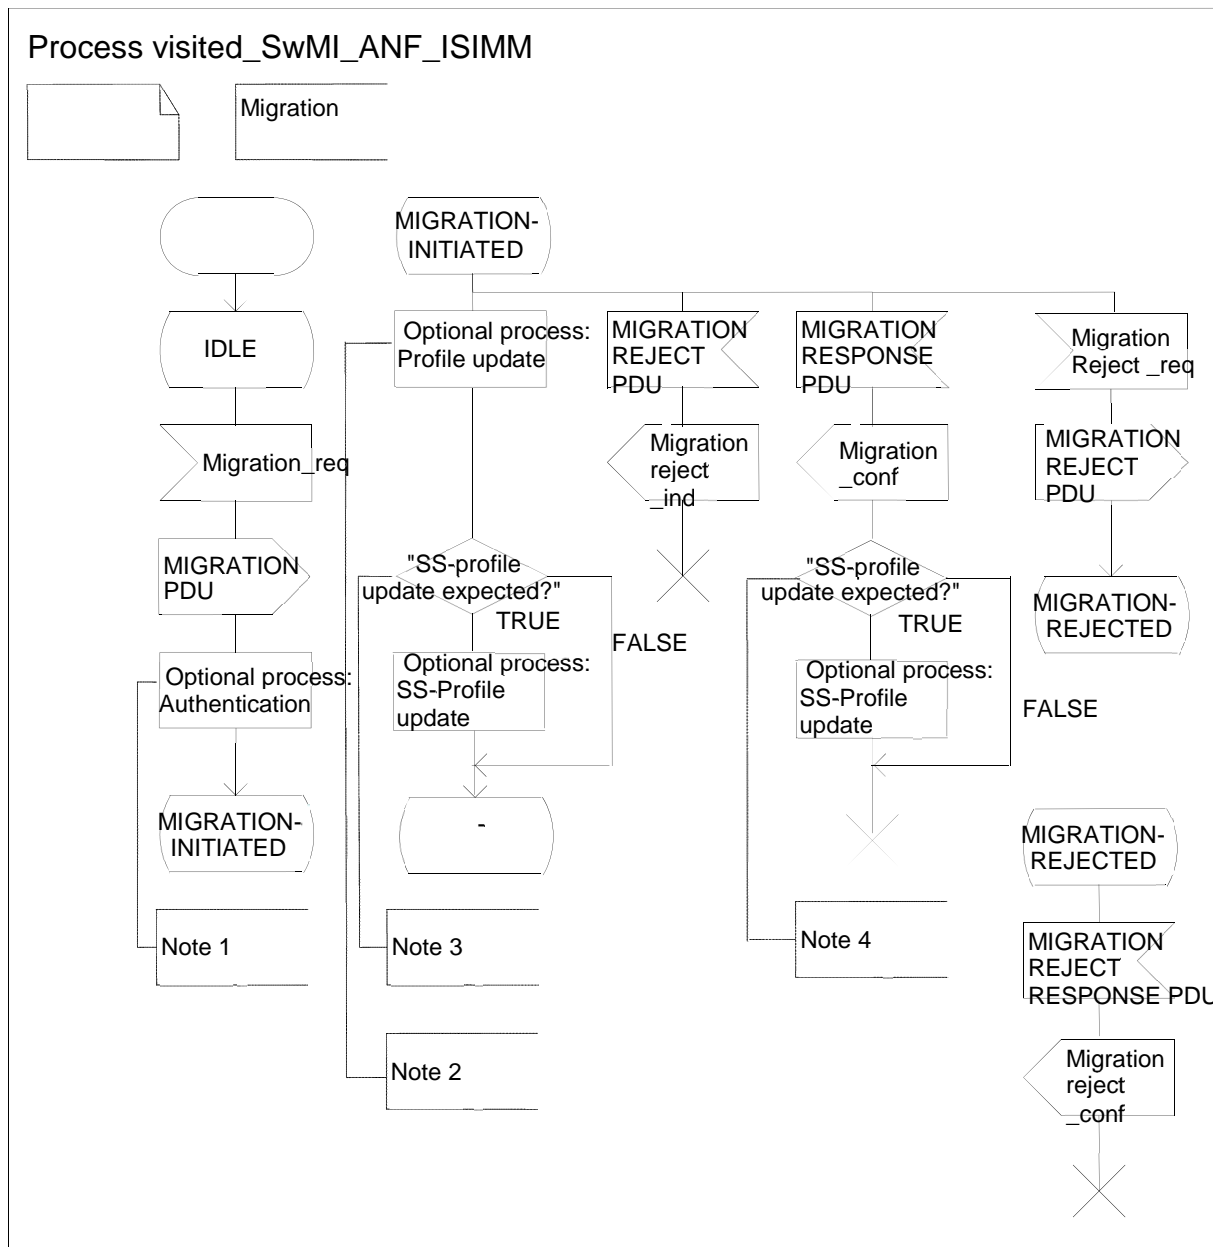 Process visited_SwMI_ANF_ISIMM
Migration
IDLE
Migration_req
MIGRATION
PDU
Optional process:
Authentication
MIGRATION-
INITIATED
Note 1
MIGRATION-
INITIATED
Optional process:
Profile update
"SS-profile
update expected?"
TRUE
FALSE
Optional process:
SS-Profile
update
-
Note 3
Note 2
MIGRATION
REJECT
PDU
Migration
reject
_ind
MIGRATION
RESPONSE
PDU
Migration
_conf
"SS-profile
update expected?"
TRUE
FALSE
Optional process:
SS-Profile
update
Note 4
Migration
Reject _req
MIGRATION
REJECT
PDU
MIGRATION-
REJECTED
MIGRATION-
REJECTED
MIGRATION
REJECT
RESPONSE PDU
Migration
reject
_conf